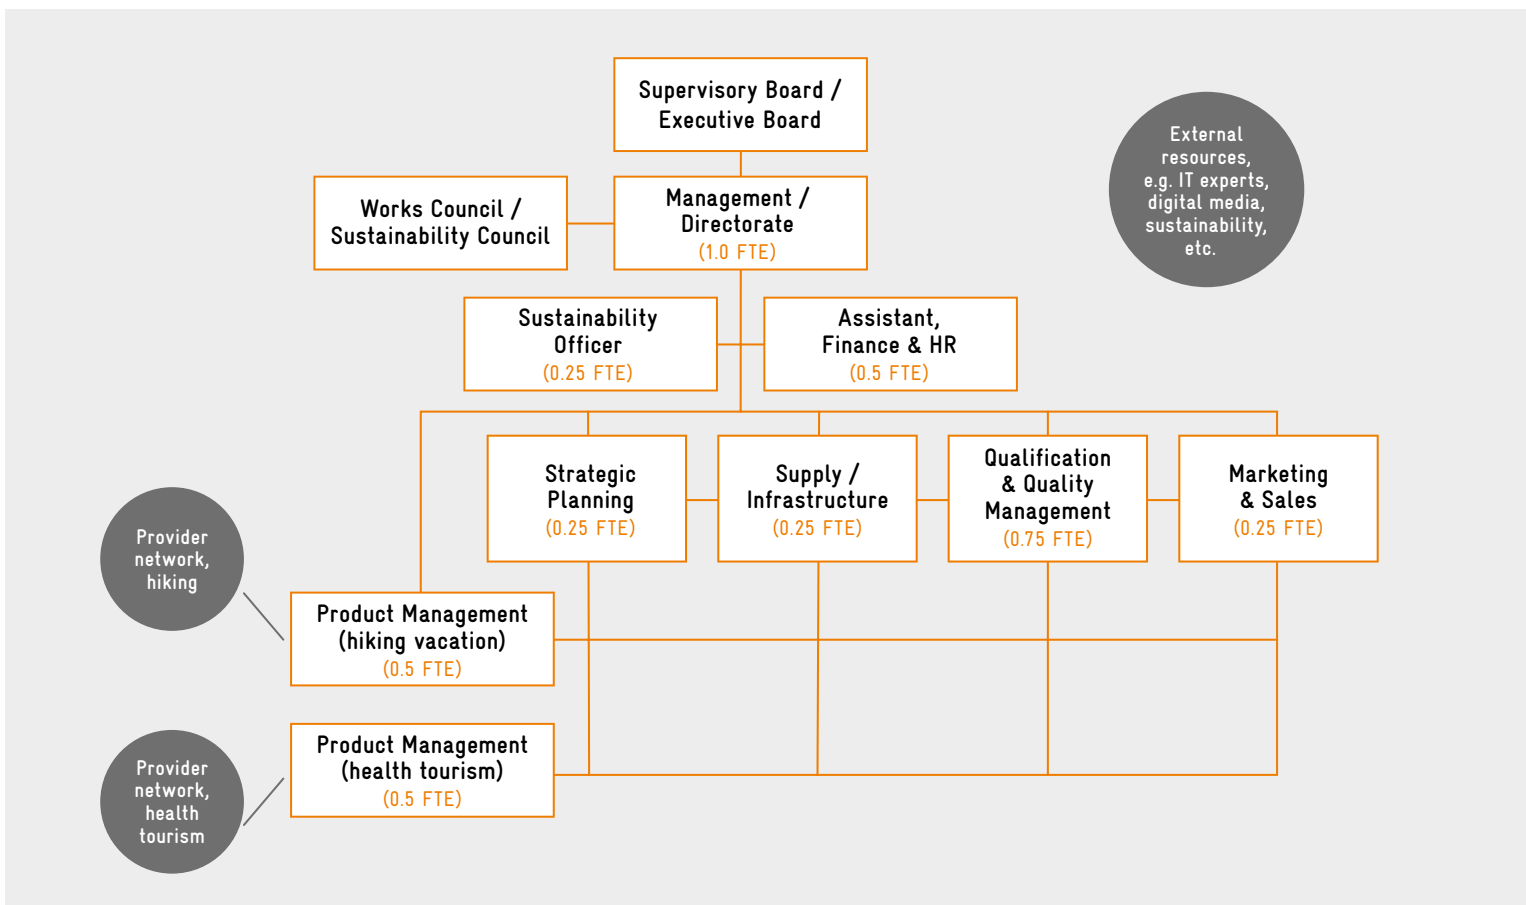 Supervisory Board /
Executive Board
External
resources,
e.g. IT experts,
digital media,
sustainability,
etc.
Works Council /
Sustainability Council
Management /
Directorate
(1.0 FTE)
Sustainability
Officer
(0.25 FTE)
Assistant,
Finance & HR
(0.5 FTE)
Strategic
Planning
(0.25 FTE)
Supply /
Infrastructure
(0.25 FTE)
Qualification
& Quality
Management
(0.75 FTE)
Marketing
& Sales
(0.25 FTE)
Provider
network,
hiking
Product Management
(hiking vacation)
(0.5 FTE)
Provider
network,
health
tourism
Product Management
(health tourism)
(0.5 FTE)